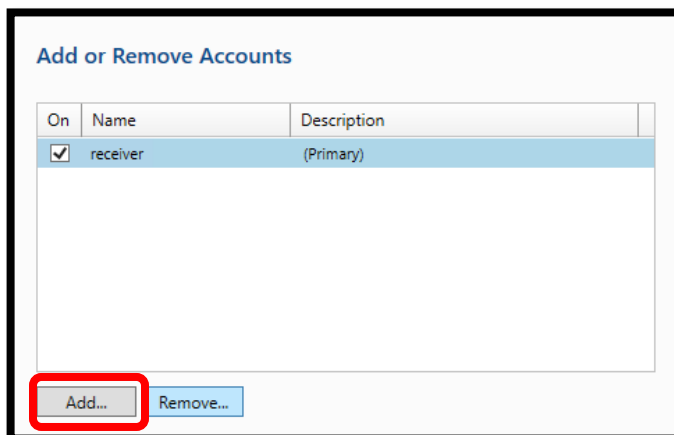 Add or Remove Accounts
On Name Description
receiver (Primary)
Add... Remove...